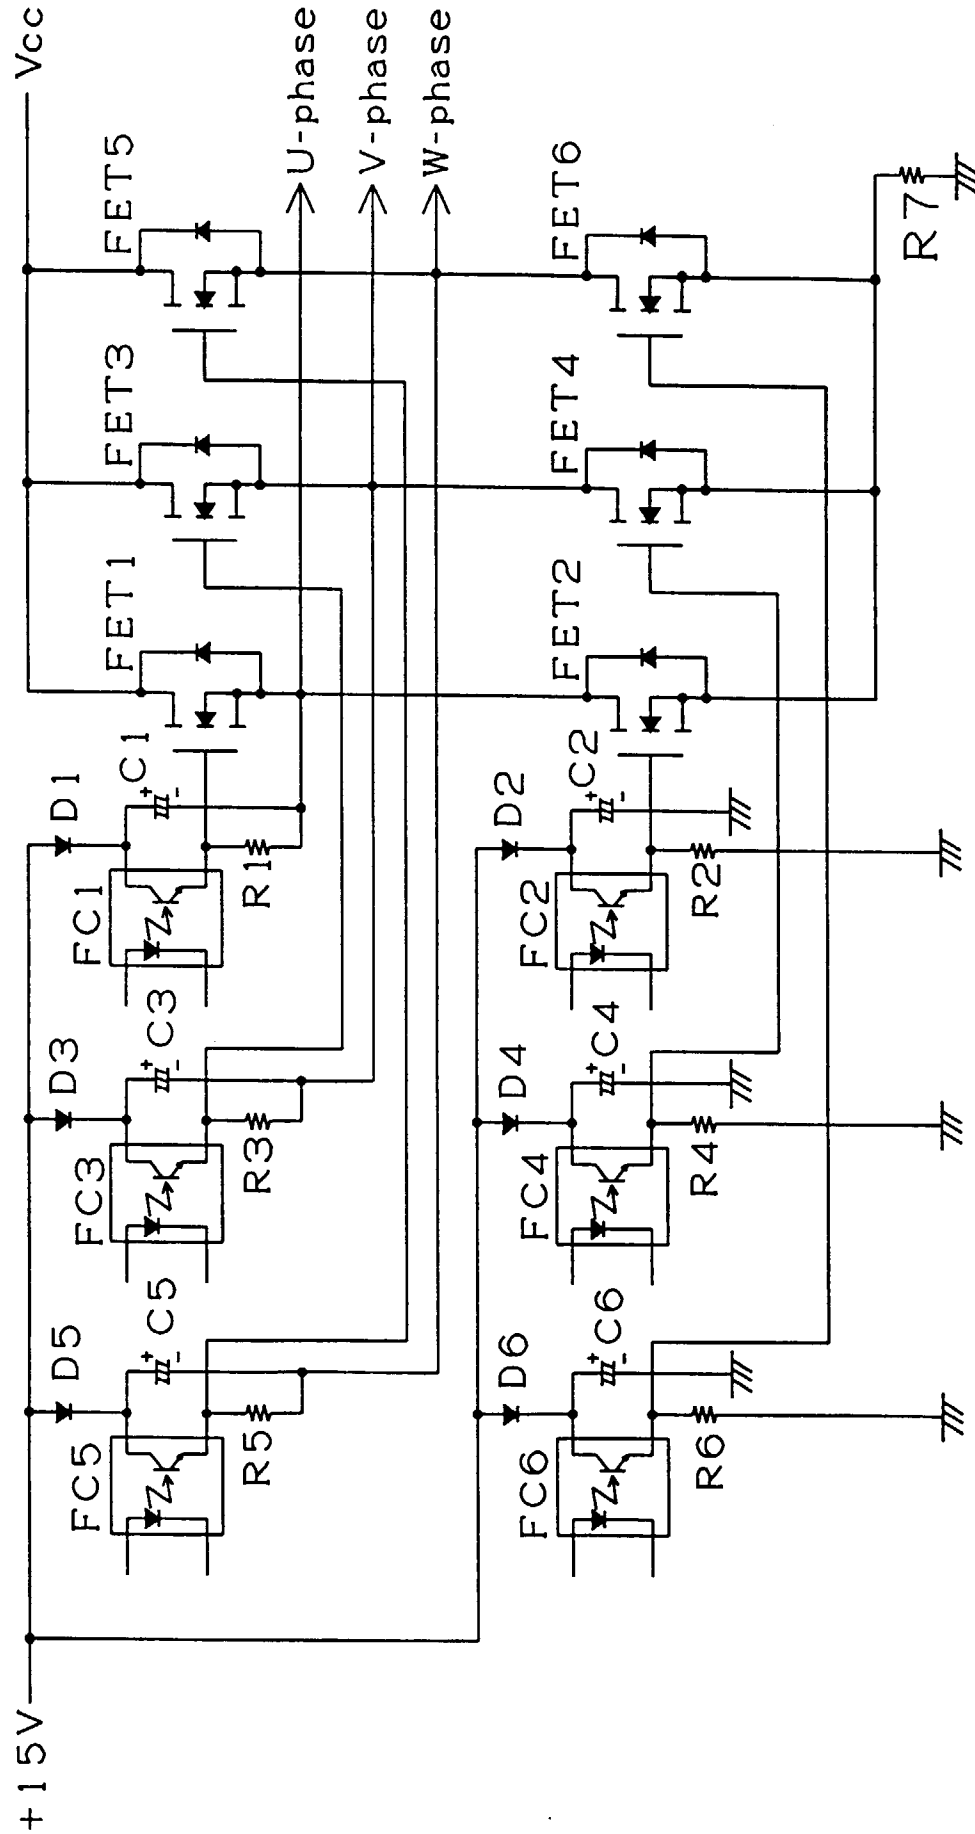 +15V
Vcc
D5
D3
D1
FET1
FET3
FET5
FC5
C5
FC3
C3
FC1
C1
R5
R3
R1
U-phase
V-phase
W-phase
D6
D4
D2
FET2
FET4
FET6
FC6
C6
FC4
C4
FC2
C2
R6
R4
R2
R7
+
-
+
-
+
-
+
-
+
-
+
-